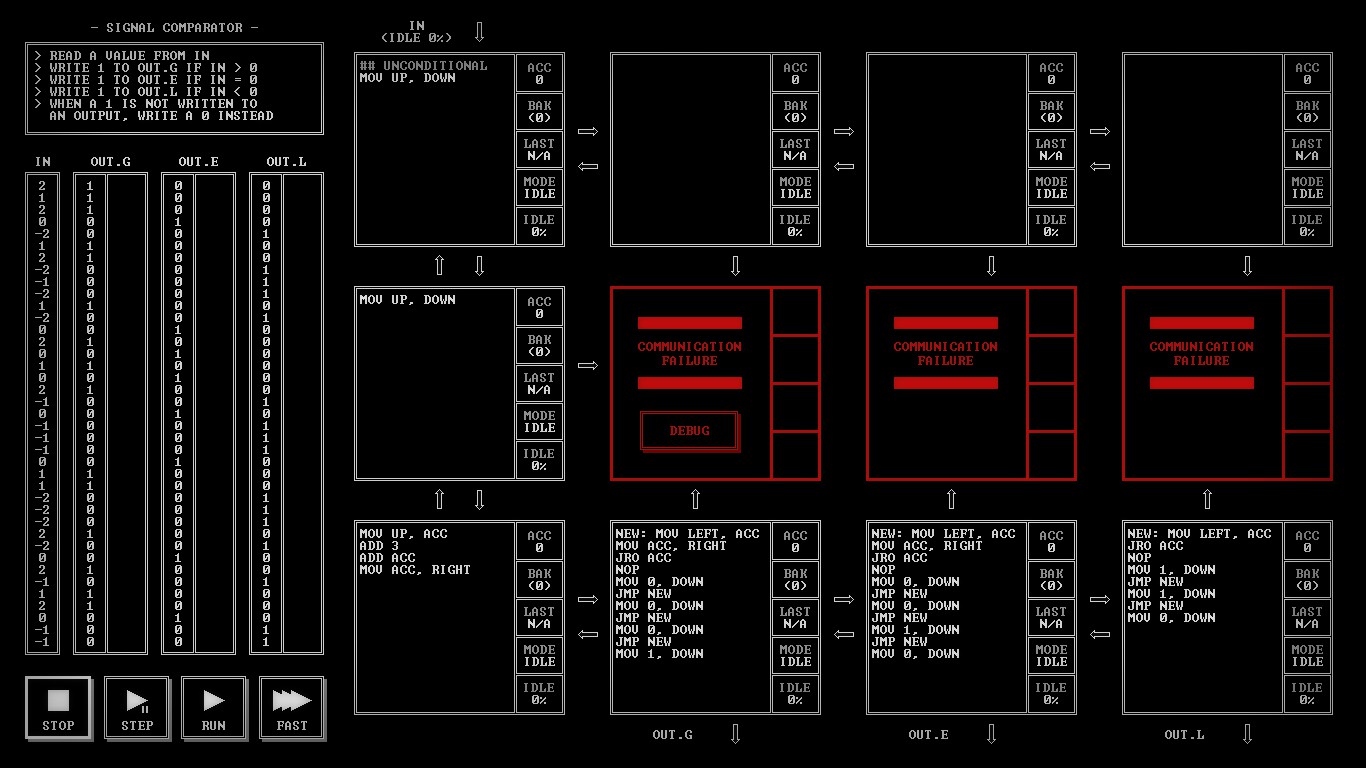 - SIGNAL COMPARATOR -
> READ A VALUE FROM IN
> WRITE 1 TO OUT.G IF IN > 0
> WRITE 1 TO OUT.E IF IN = 0
> WRITE 1 TO OUT.L IF IN < 0
> WHEN A 1 IS NOT WRITTEN TO
AN OUTPUT, WRITE A 0 INSTEAD
IN OUT.G OUT.E OUT.L
2 1 0 0
1 1 0 0
2 1 0 0
0 0 1 0
-2 0 0 1
1 1 0 0
2 1 0 0
-2 0 0 1
-1 0 0 1
-2 0 0 1
1 1 0 0
-2 0 0 1
0 0 1 0
2 1 0 0
0 0 1 0
1 1 0 0
0 0 1 0
2 1 0 0
-1 0 0 1
0 0 1 0
-1 0 0 1
-1 0 0 1
-1 0 0 1
0 0 1 0
1 1 0 0
1 1 0 0
-2 0 0 1
-2 0 0 1
-2 0 0 1
2 1 0 0
-2 0 0 1
0 0 1 0
2 1 0 0
-1 0 0 1
1 1 0 0
2 1 0 0
0 0 1 0
-1 0 0 1
-1 0 0 1
STOP
STEP
RUN
FAST
IN
(IDLE 0%)
## UNCONDITIONAL
MOV UP, DOWN
ACC
0
BAK
(0)
LAST
N/A
MODE
IDLE
IDLE
0%
ACC
0
BAK
(0)
LAST
N/A
MODE
IDLE
IDLE
0%
ACC
0
BAK
(0)
LAST
N/A
MODE
IDLE
IDLE
0%
ACC
0
BAK
(0)
LAST
N/A
MODE
IDLE
IDLE
0%
MOV UP, DOWN
ACC
0
BAK
(0)
LAST
N/A
MODE
IDLE
IDLE
0%
COMMUNICATION
FAILURE
DEBUG
COMMUNICATION
FAILURE
COMMUNICATION
FAILURE
MOV UP, ACC
ADD 3
ADD ACC
MOV ACC, RIGHT
ACC
0
BAK
(0)
LAST
N/A
MODE
IDLE
IDLE
0%
NEW: MOV LEFT, ACC
MOV ACC, RIGHT
JRO ACC
NOP
MOV 0, DOWN
JMP NEW
MOV 0, DOWN
JMP NEW
MOV 0, DOWN
JMP NEW
MOV 1, DOWN
ACC
0
BAK
(0)
LAST
N/A
MODE
IDLE
IDLE
0%
NEW: MOV LEFT, ACC
MOV ACC, RIGHT
JRO ACC
NOP
MOV 0, DOWN
JMP NEW
MOV 0, DOWN
JMP NEW
MOV 1, DOWN
JMP NEW
MOV 0, DOWN
ACC
0
BAK
(0)
LAST
N/A
MODE
IDLE
IDLE
0%
NEW: MOV LEFT, ACC
JRO ACC
NOP
MOV 1, DOWN
JMP NEW
MOV 1, DOWN
JMP NEW
MOV 0, DOWN
ACC
0
BAK
(0)
LAST
N/A
MODE
IDLE
IDLE
0%
OUT.G
OUT.E
OUT.L